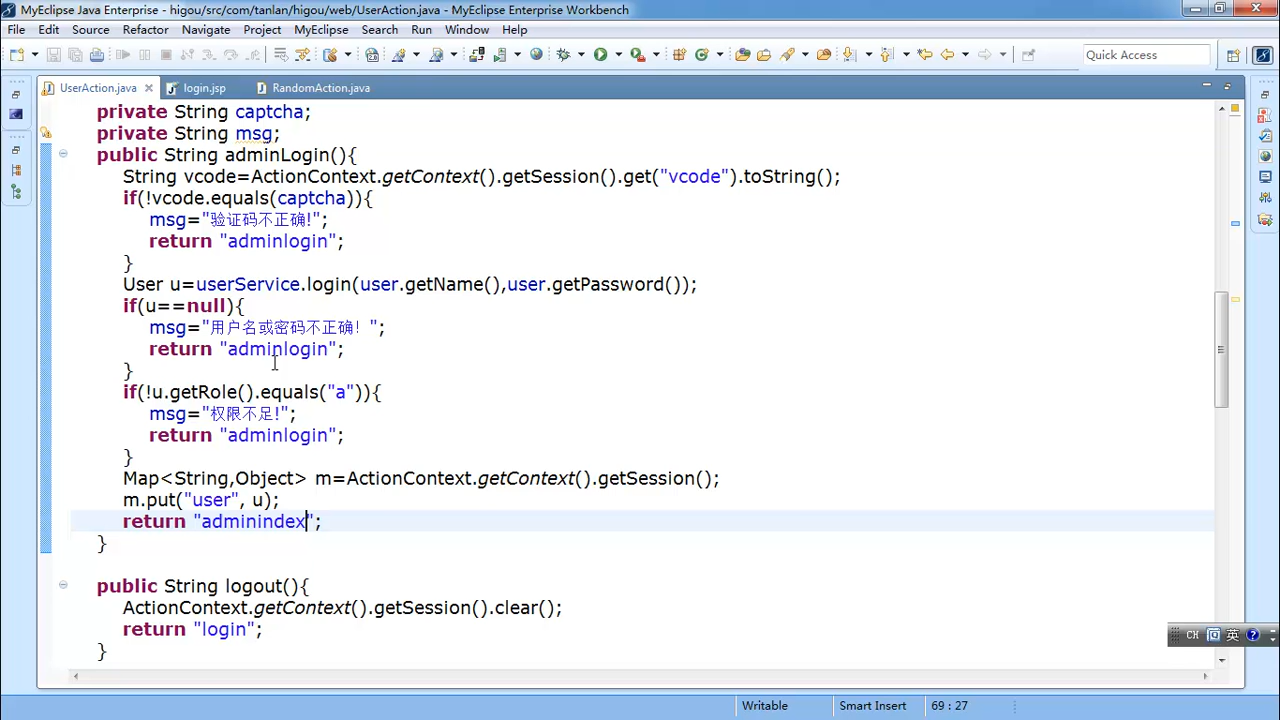 MyEclipse Java Enterprise - higou/src/com/tanlan/higou/web/UserAction.java - MyEclipse Enterprise Workbench
File Edit Source Refactor Navigate Project MyEclipse Search Run Window Help
Quick Access
UserAction.java login.jsp RandomAction.java
private String captcha;
private String msg;
public String adminLogin(){
String vcode=ActionContext.getContext().getSession().get("vcode").toString();
if(!vcode.equals(captcha)){
msg="验证码不正确!";
return "adminlogin";
}
User u=userService.login(user.getName(),user.getPassword());
if(u==null){
msg="用户名或密码不正确！";
return "adminlogin";
}
if(!u.getRole().equals("a")){
msg="权限不足!";
return "adminlogin";
}
Map<String,Object> m=ActionContext.getContext().getSession();
m.put("user", u);
return "adminindex";
}
public String logout(){
ActionContext.getContext().getSession().clear();
return "login";
}
CH 英
Writable Smart Insert 69 : 27